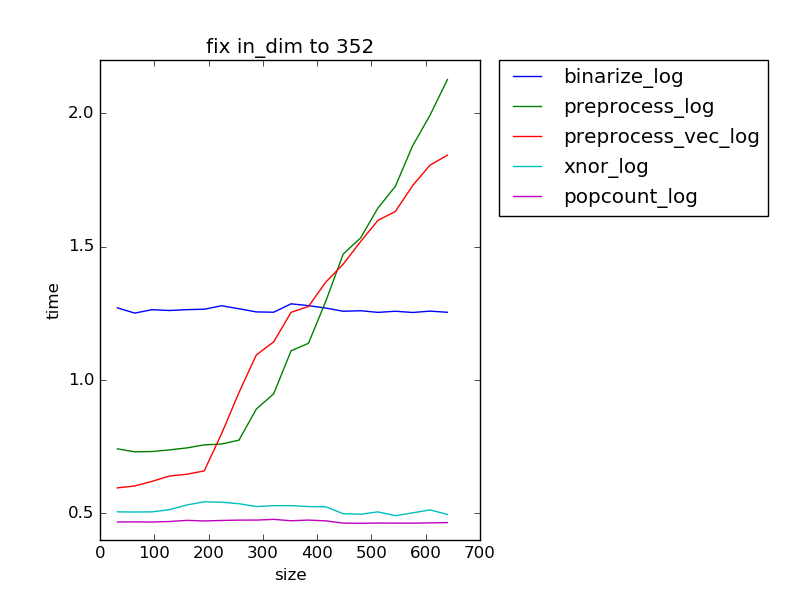 fix in_dim to 352
binarize_log
preprocess_log
preprocess_vec_log
xnor_log
popcount_log
time
2.0
1.5
1.0
0.5
0 100 200 300 400 500 600 700
size